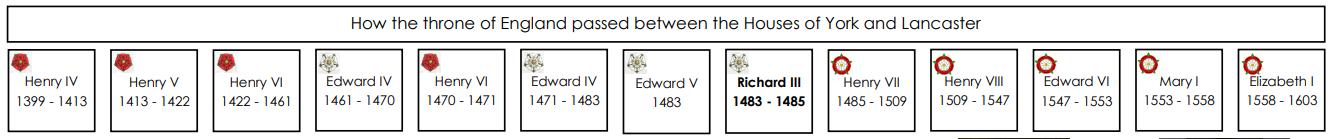 How the throne of England passed between the Houses of York and Lancaster
Henry IV
1399 - 1413
Henry V
1413 - 1422
Henry VI
1422 - 1461
Edward IV
1461 - 1470
Henry VI
1470 - 1471
Edward IV
1471 - 1483
Edward V
1483
Richard III
1483 - 1485
Henry VII
1485 - 1509
Henry VIII
1509 - 1547
Edward VI
1547 - 1553
Mary I
1553 - 1558
Elizabeth I
1558 - 1603